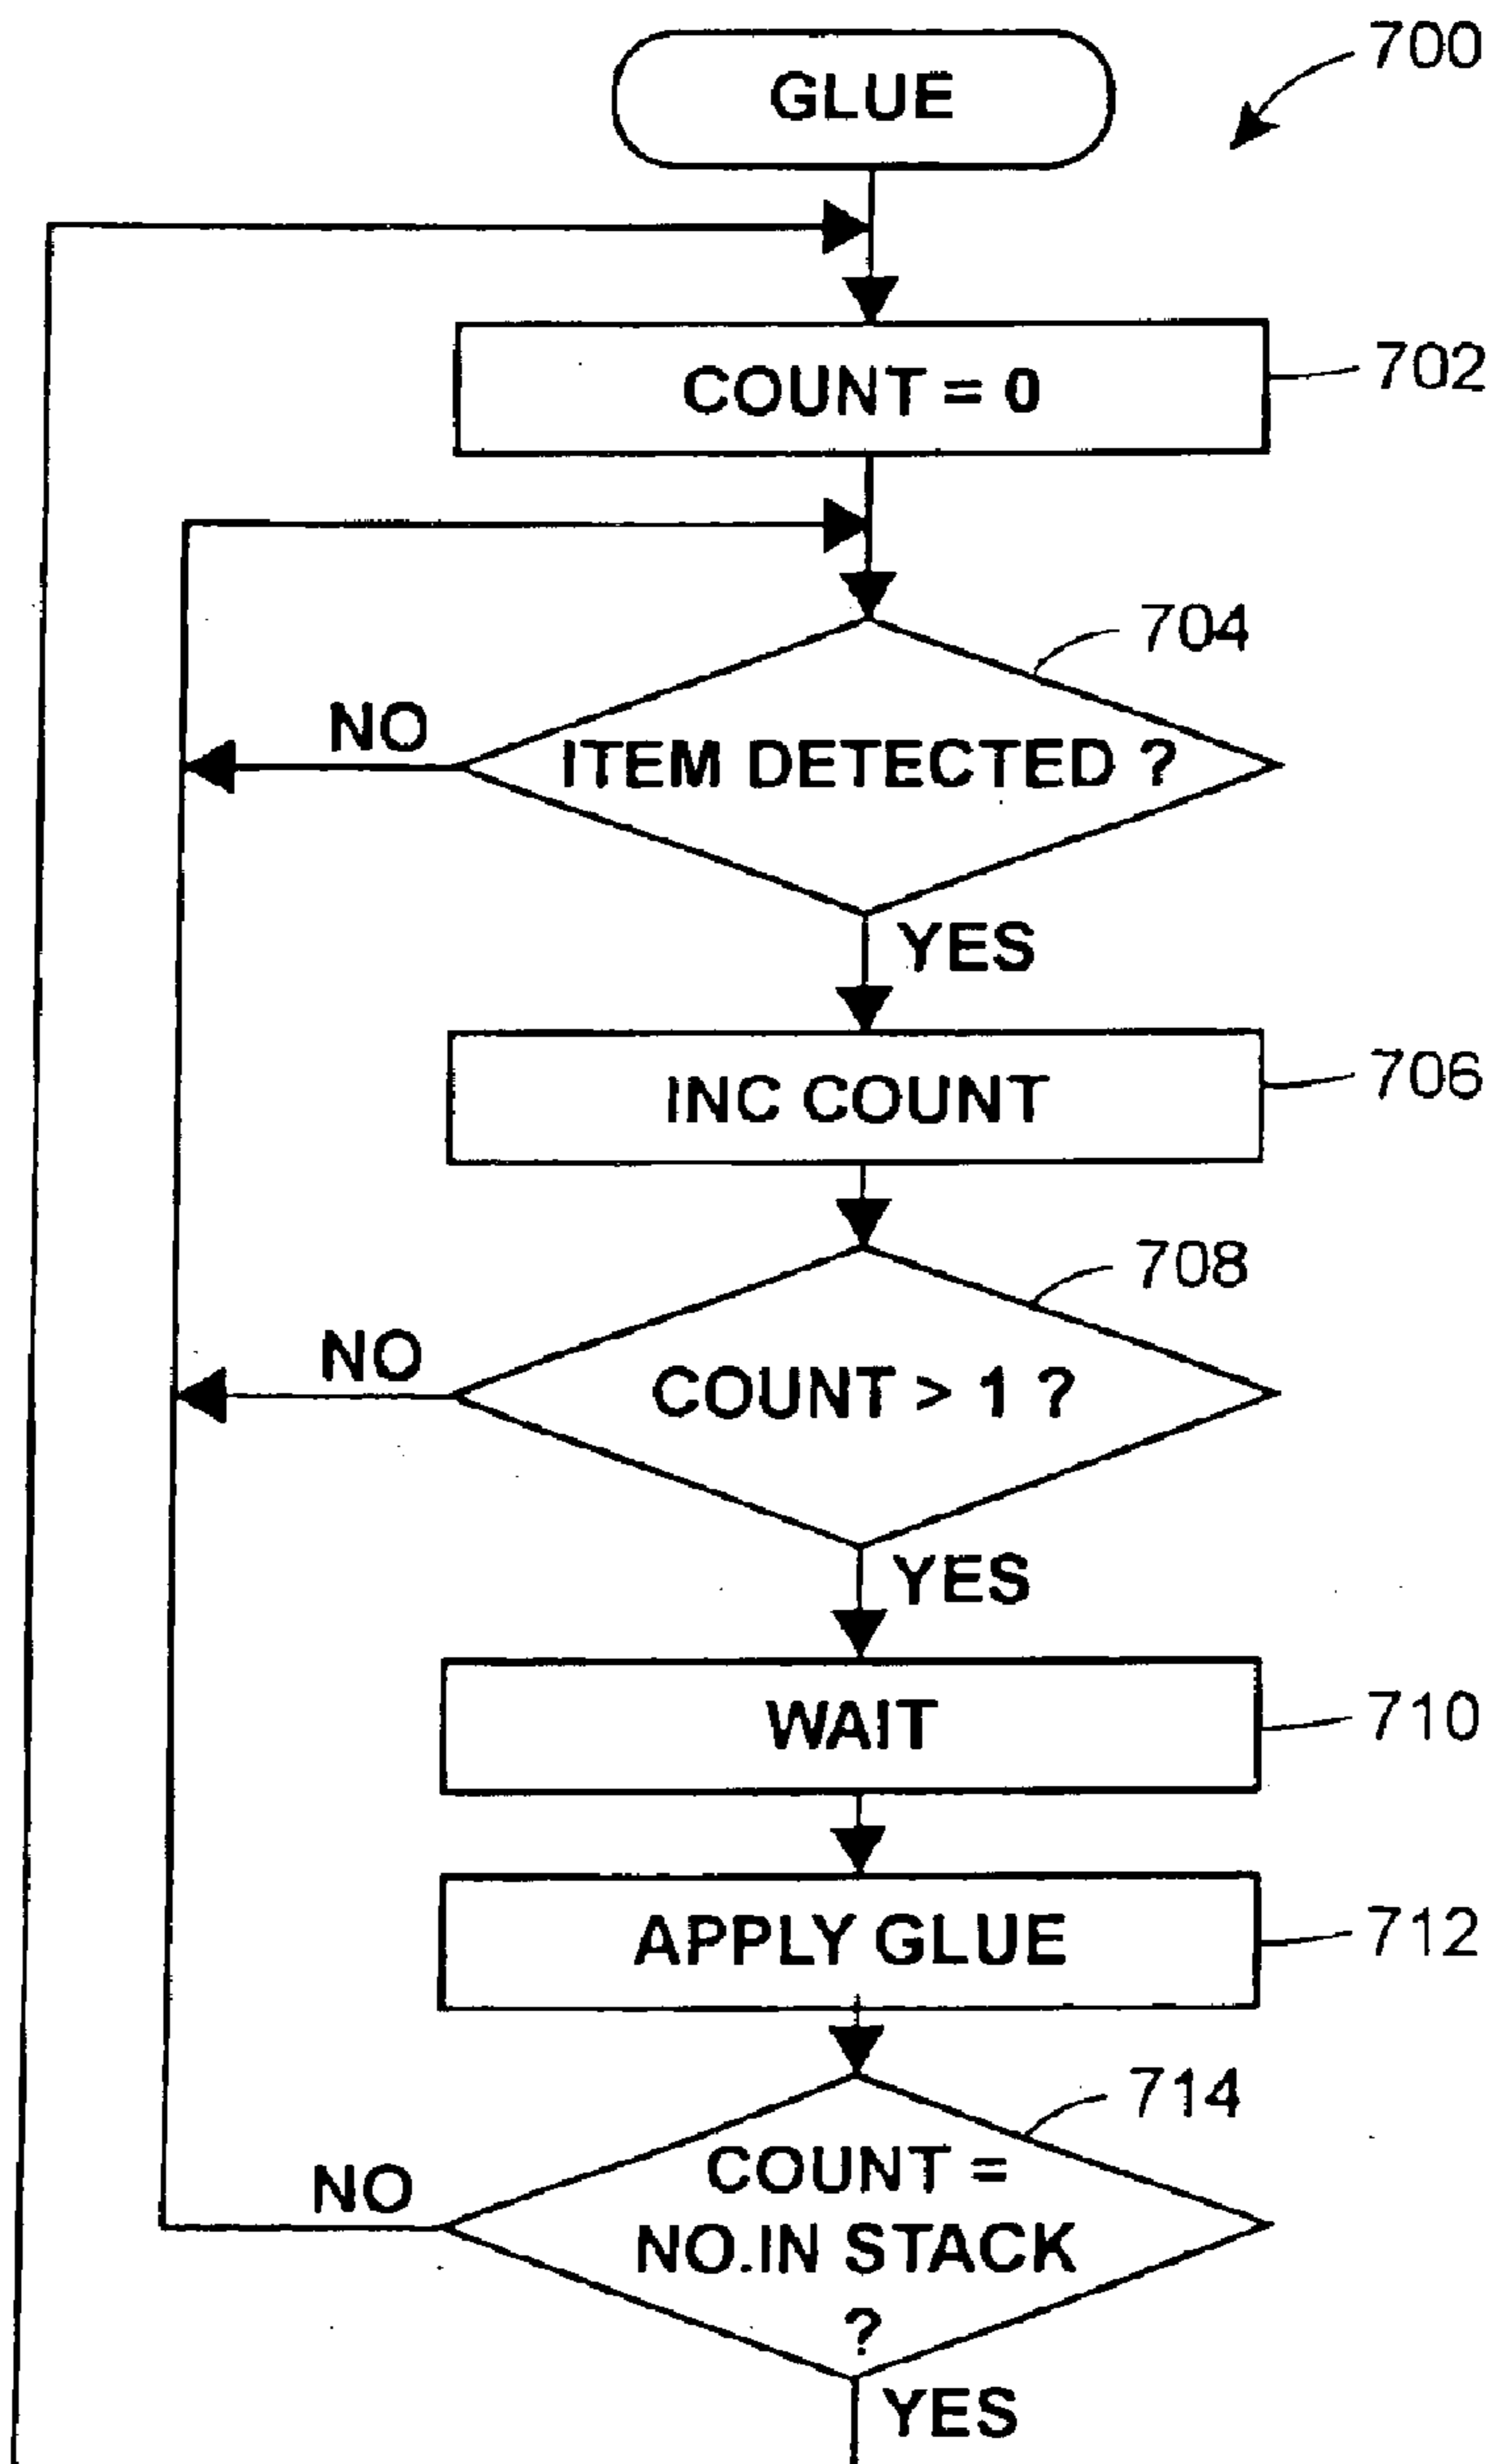 GLUE
700
COUNT = 0
702
704
NO
ITEM DETECTED ?
YES
INC COUNT
706
708
NO
COUNT > 1 ?
YES
WAIT
710
APPLY GLUE
712
714
NO
COUNT =
NO.IN STACK
?
YES